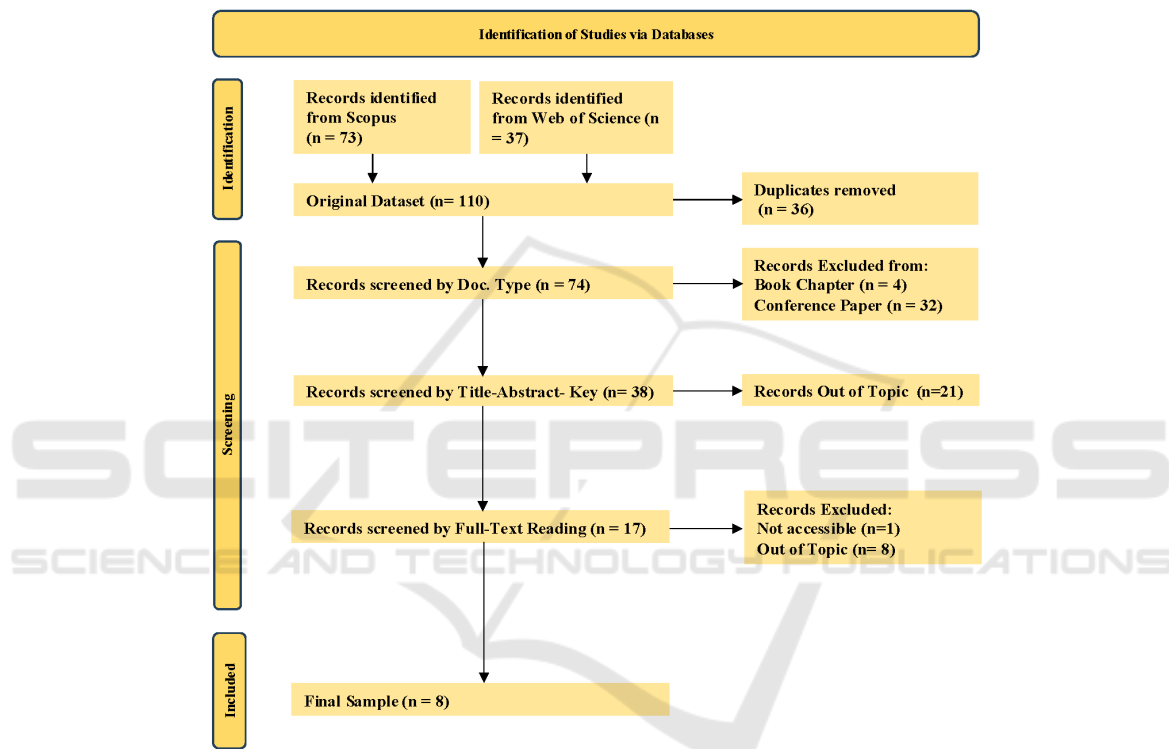 Identification of Studies via Databases
Identification
Records identified
from Scopus
(n = 73)
Records identified
from Web of Science (n
= 37)
Original Dataset (n= 110)
Duplicates removed
(n = 36)
Screening
Records screened by Doc. Type (n = 74)
Records Excluded from:
Book Chapter (n = 4)
Conference Paper (n = 32)
Records screened by Title-Abstract- Key (n= 38)
Records Out of Topic (n=21)
Records screened by Full-Text Reading (n = 17)
Records Excluded:
Not accessible (n=1)
Out of Topic (n= 8)
Included
Final Sample (n = 8)
SCITEPRESS
SCIENCE AND TECHNOLOGY PUBLICATIONS